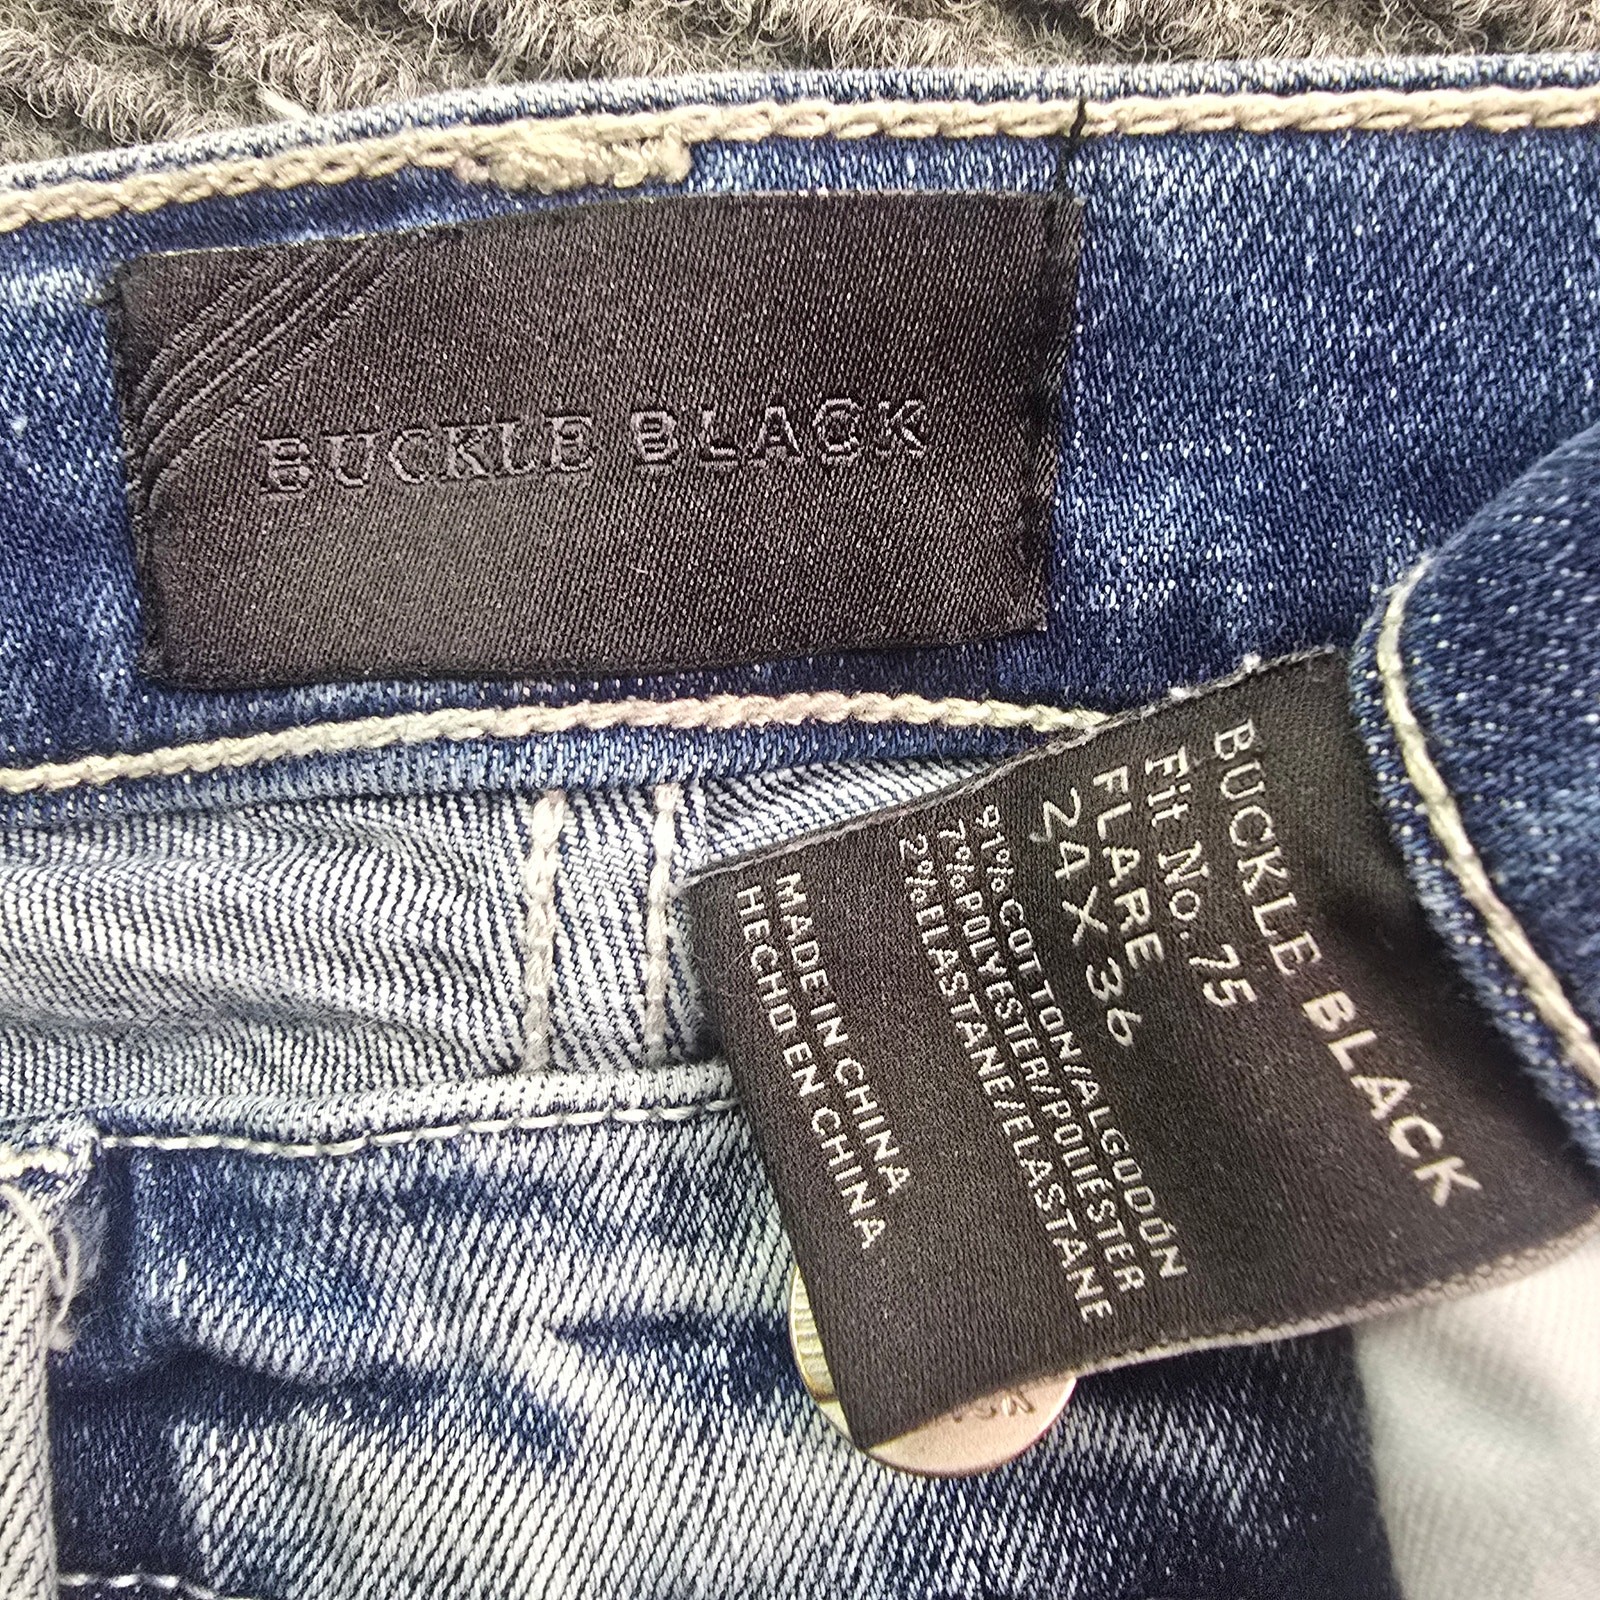 BUCKLE BLACK
BUCKLE BLACK
Fit No. 75
FLARE
24 X 36
91% COTTON/ALGODÓN
7% POLYESTER/POLIESTER
2% ELASTANE/ELASTANE
MADE IN CHINA
HECHO EN CHINA